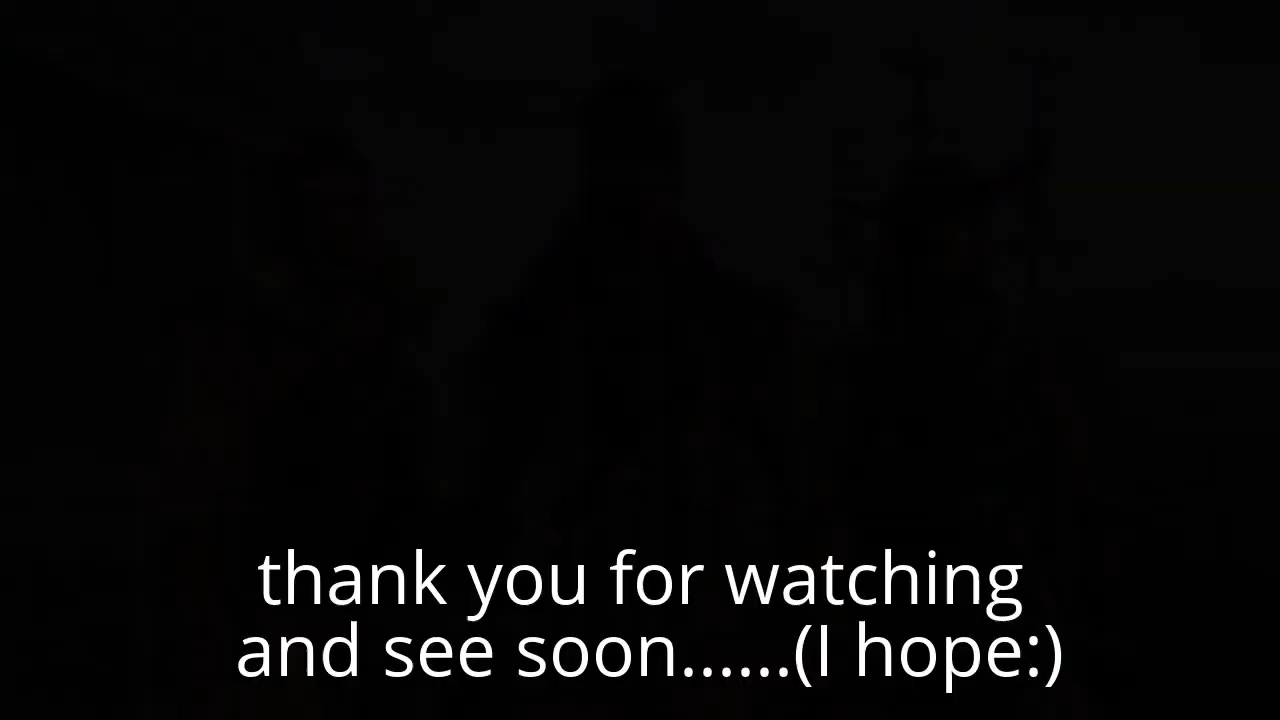 thank you for watching
and see soon......(I hope:)